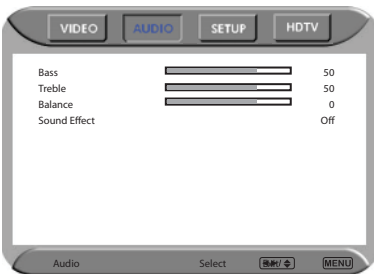 VIDEO AUDIO SETUP HDTV
Bass 50
Treble 50
Balance 0
Sound Effect Off
Audio Select MENU